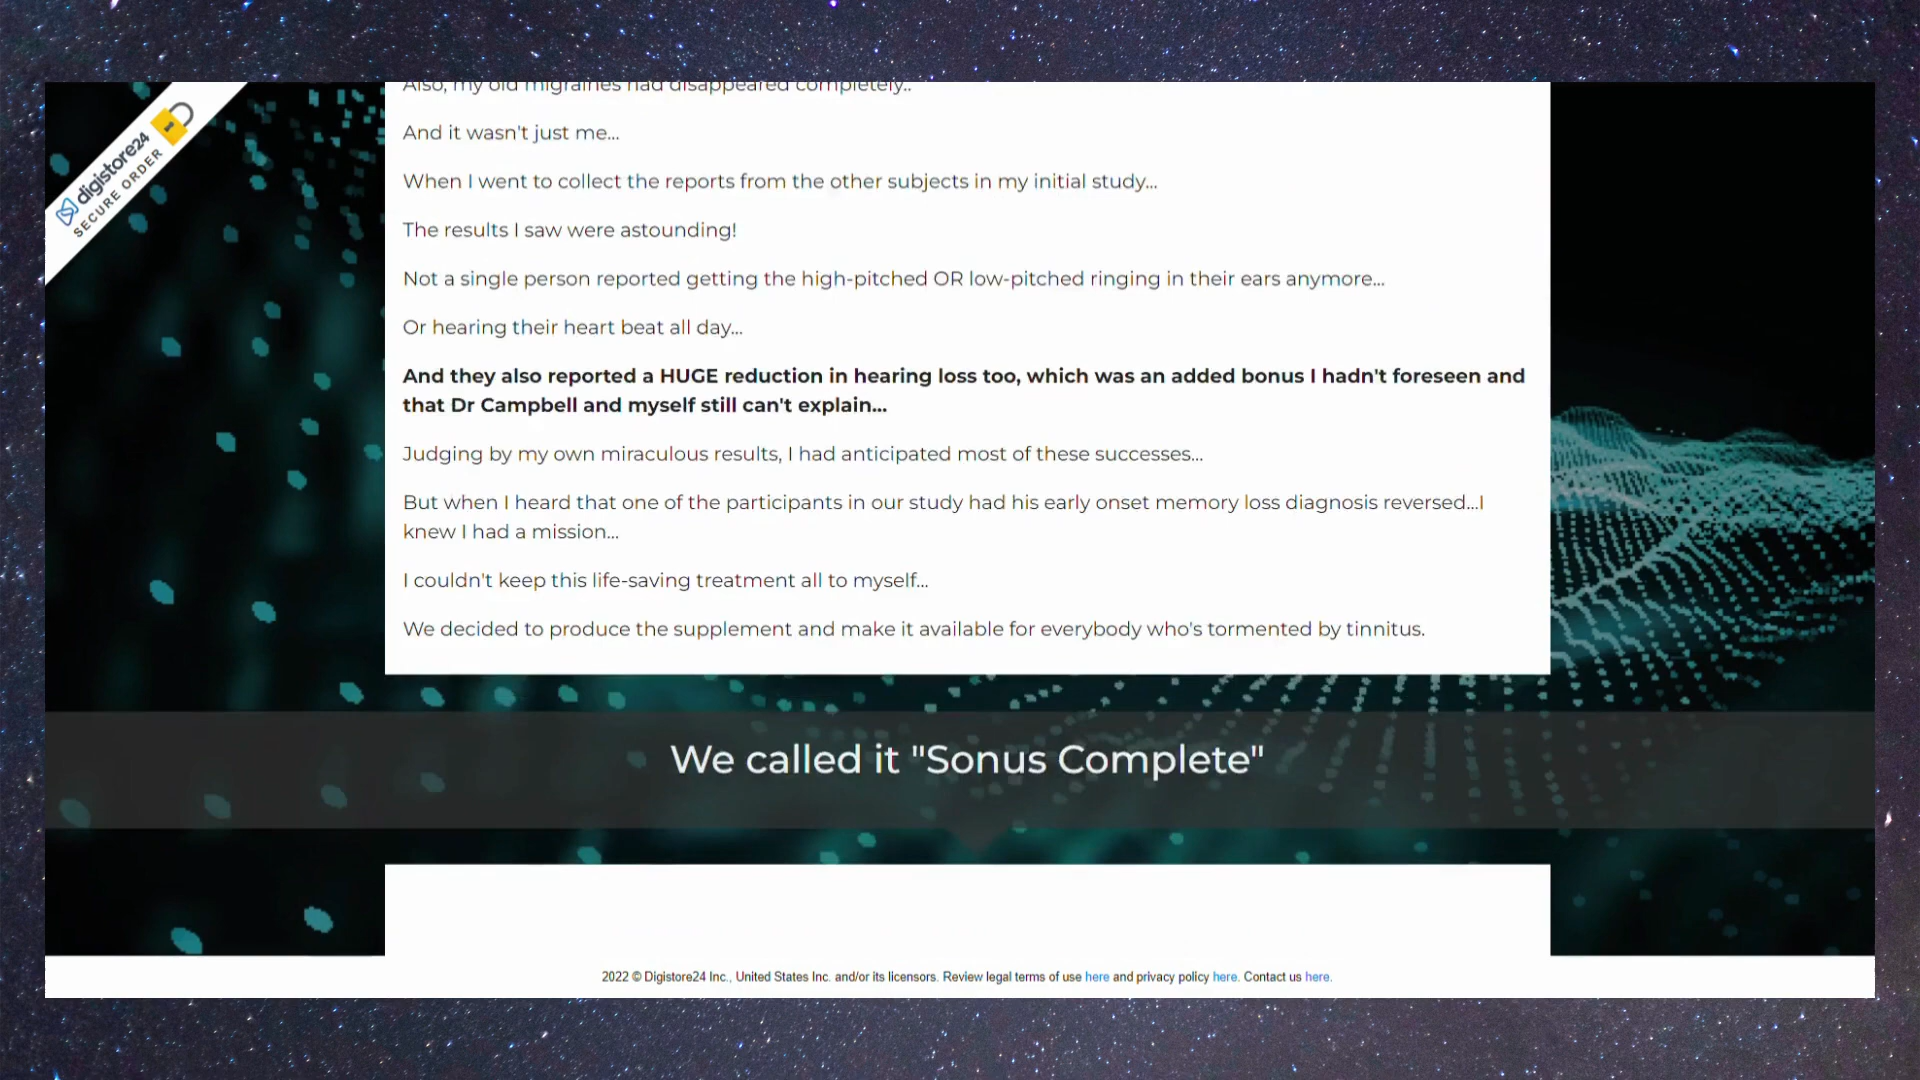 digistore24
SECURE ORDER
Also, my old migraines had disappeared completely..
And it wasn't just me...
When I went to collect the reports from the other subjects in my initial study...
The results I saw were astounding!
Not a single person reported getting the high-pitched OR low-pitched ringing in their ears anymore...
Or hearing their heart beat all day...
And they also reported a HUGE reduction in hearing loss too, which was an added bonus I hadn't foreseen and
that Dr Campbell and myself still can't explain...
Judging by my own miraculous results, I had anticipated most of these successes...
But when I heard that one of the participants in our study had his early onset memory loss diagnosis reversed...I
knew I had a mission...
I couldn't keep this life-saving treatment all to myself...
We decided to produce the supplement and make it available for everybody who's tormented by tinnitus.
We called it "Sonus Complete"
2022 © Digistore24 Inc., United States Inc. and/or its licensors. Review legal terms of use here and privacy policy here. Contact us here.